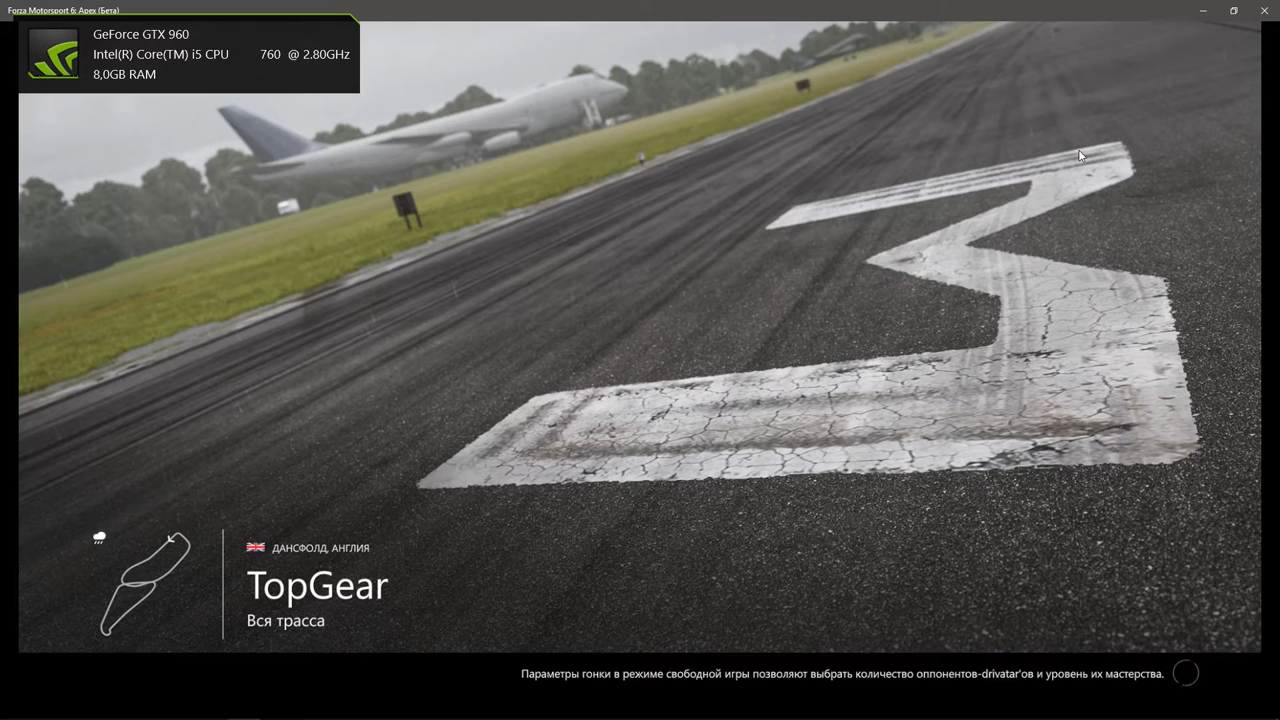 Forza Motorsport 6: Apex (Бета)
GeForce GTX 960
Intel(R) Core(TM) i5 CPU 760 @ 2.80GHz
8,0GB RAM
3
ДАНСФОЛД, АНГЛИЯ
TopGear
Вся трасса
Параметры гонки в режиме свободной игры позволяют выбрать количество оппонентов-drivatar'ов и уровень их мастерства.